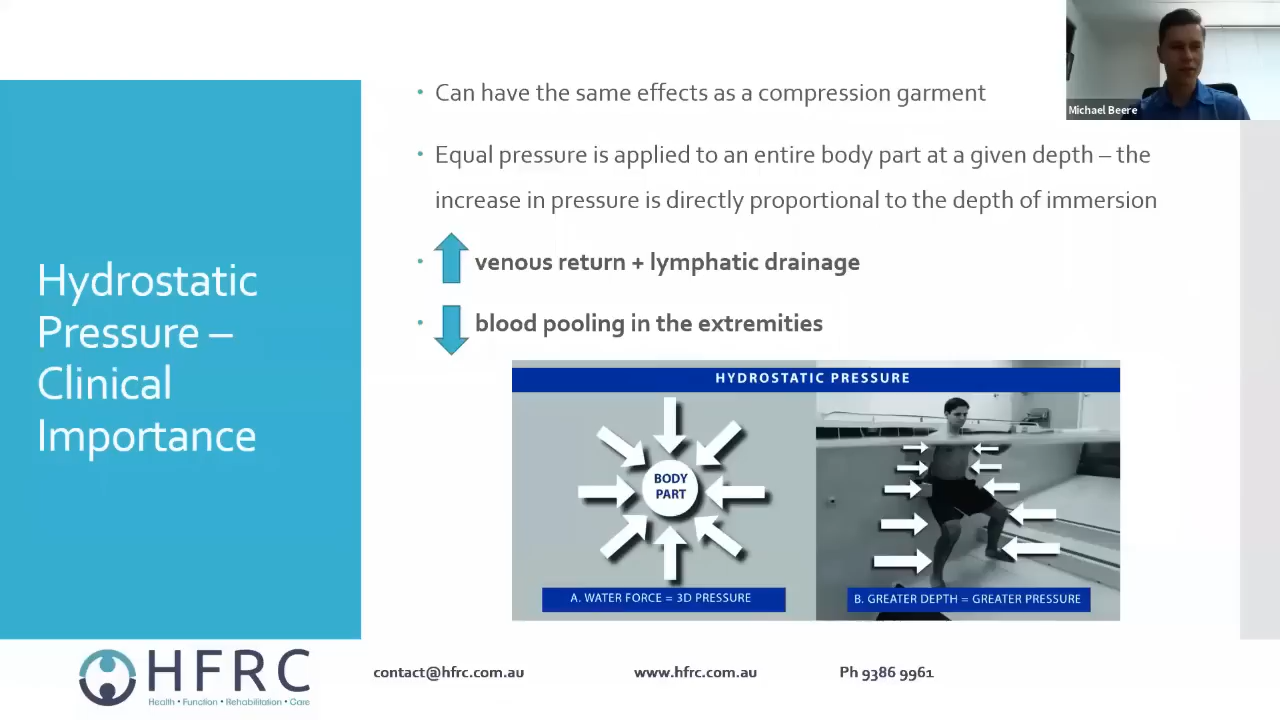 Michael Beere
Hydrostatic
Pressure –
Clinical
Importance
• Can have the same effects as a compression garment
• Equal pressure is applied to an entire body part at a given depth – the
increase in pressure is directly proportional to the depth of immersion
• venous return + lymphatic drainage
• blood pooling in the extremities
HYDROSTATIC PRESSURE
BODY
PART
A. WATER FORCE = 3D PRESSURE
B. GREATER DEPTH = GREATER PRESSURE
HFRC
Health • Function • Rehabilitation • Care
contact@hfrc.com.au
www.hfrc.com.au
Ph 9386 9961